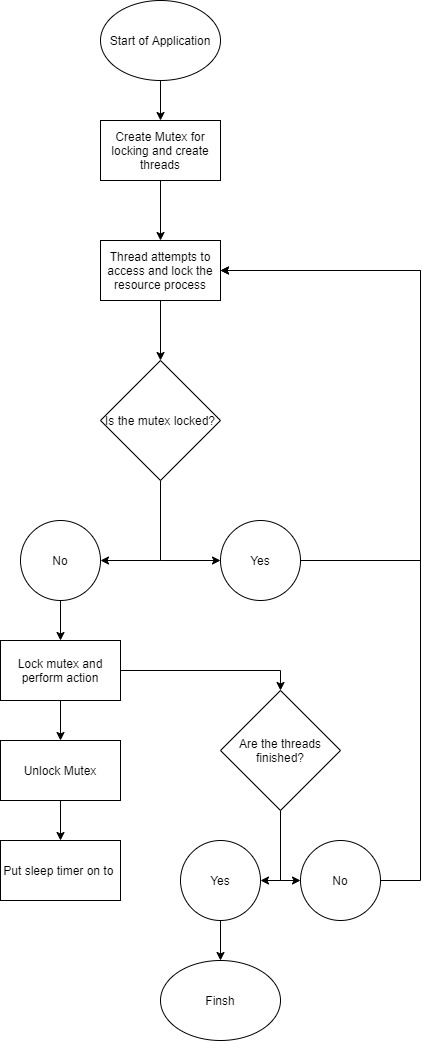 Start of Application
Create Mutex for
locking and create
threads
Thread attempts to
access and lock the
resource process
Is the mutex locked?
No
Yes
Lock mutex and
perform action
Are the threads
finished?
Unlock Mutex
Put sleep timer on to
Yes
No
Finsh